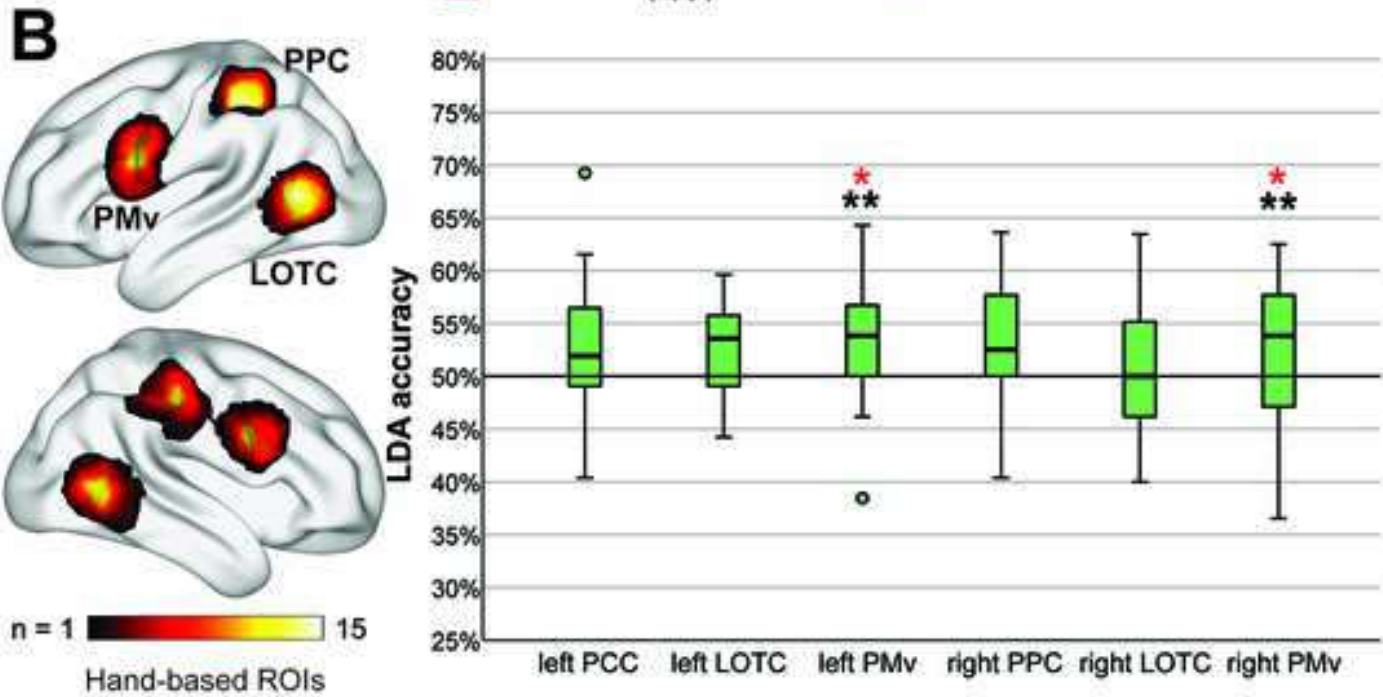 B
PPC
PMv
LOTC
n = 1
15
Hand-based ROIs
LDA accuracy
80%
75%
70%
65%
60%
55%
50%
45%
40%
35%
30%
25%
*
**
*
**
left PCC
left LOTC
left PMv
right PPC
right LOTC
right PMv